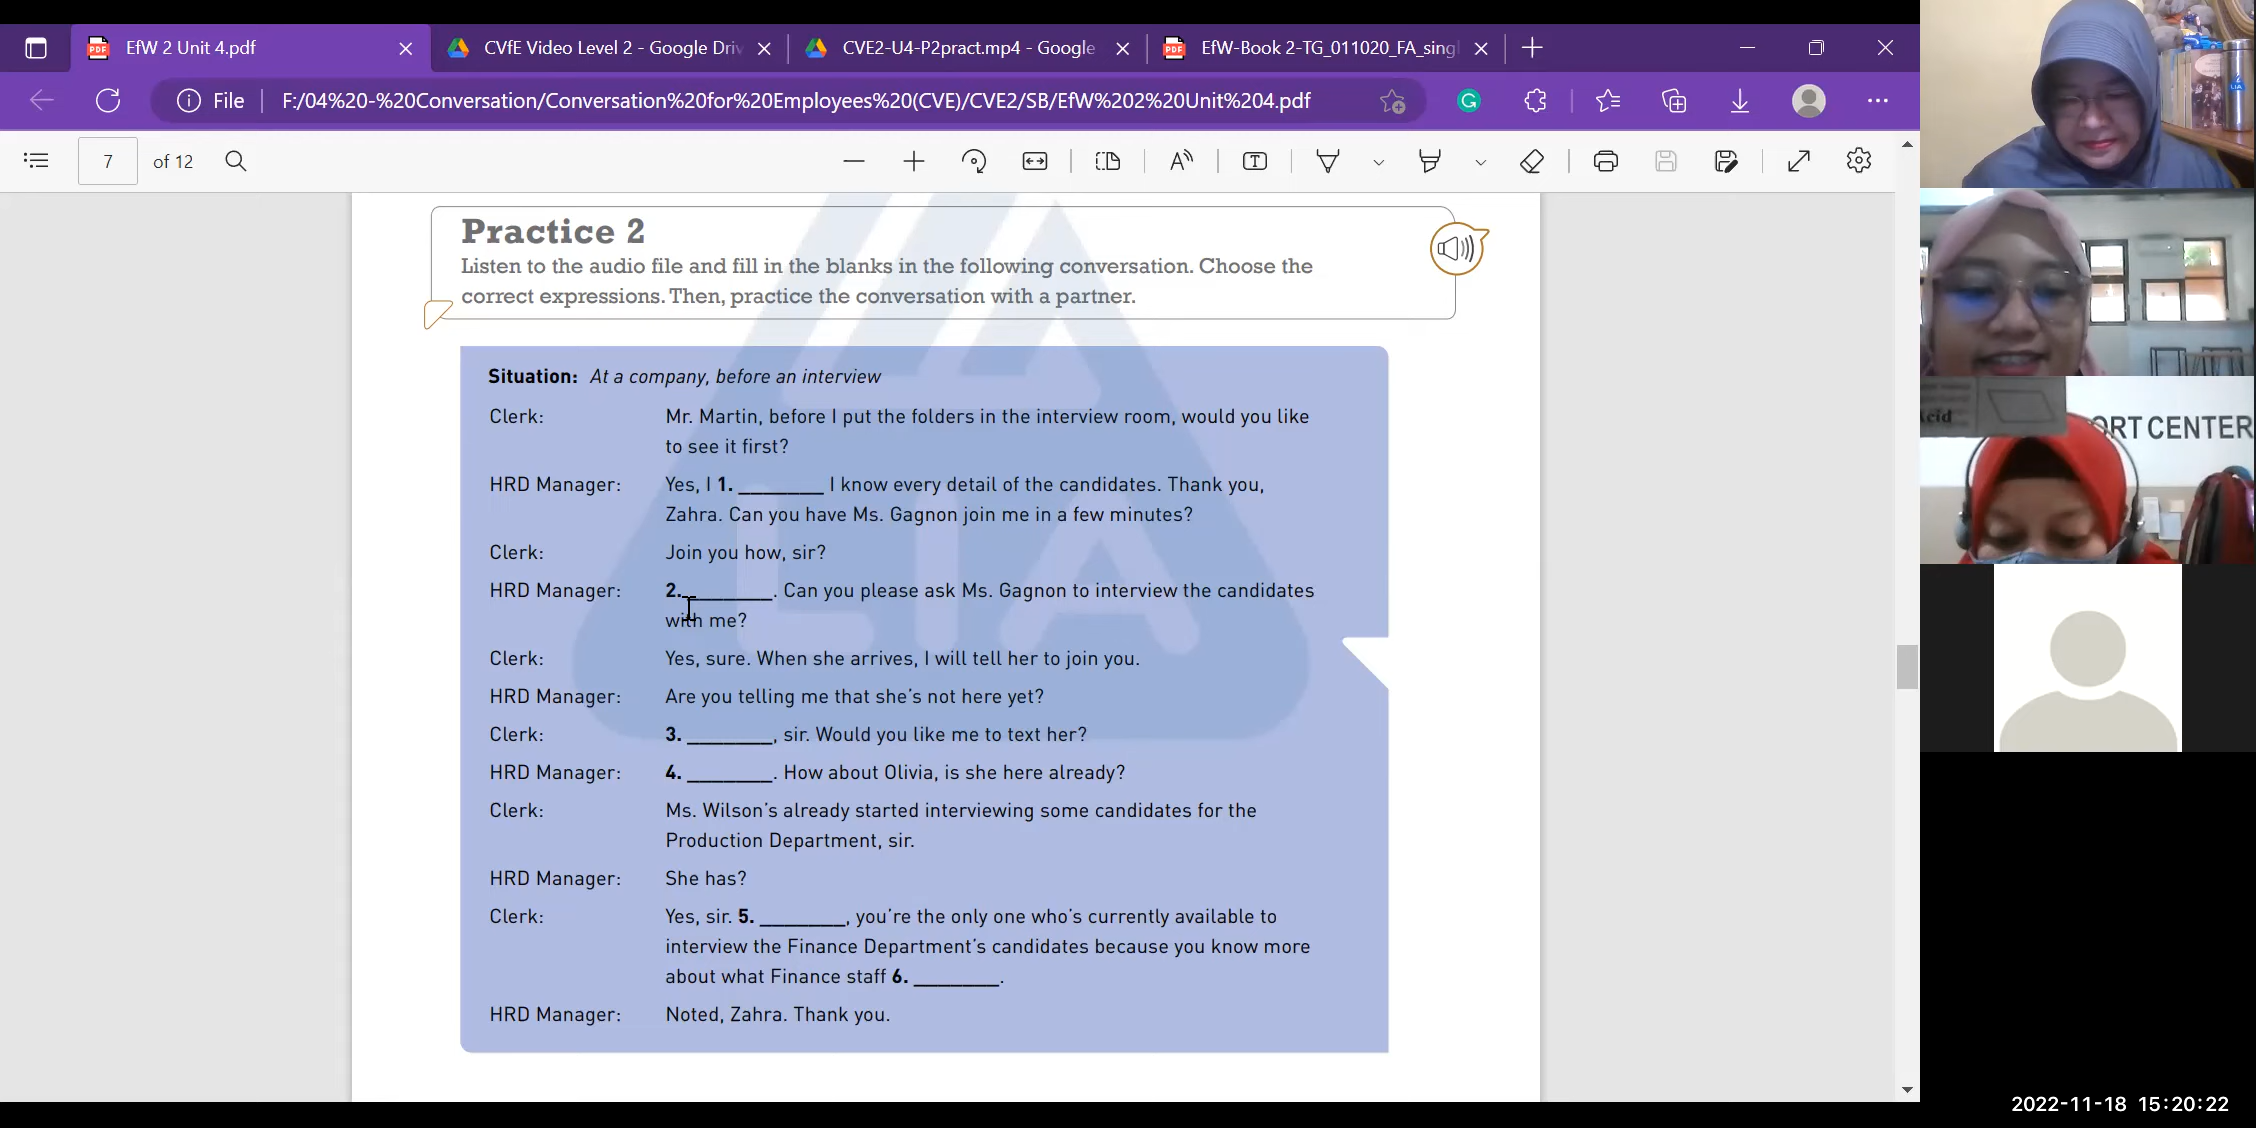 EfW 2 Unit 4.pdf
CVfE Video Level 2 - Google Driv
CVE2-U4-P2pract.mp4 - Google
EfW-Book 2-TG_011020_FA_singl
File
F:/04%20-%20Conversation/Conversation%20for%20Employees%20(CVE)/CVE2/SB/EfW%202%20Unit%204.pdf
7 of 12
Practice 2
Listen to the audio file and fill in the blanks in the following conversation. Choose the
correct expressions. Then, practice the conversation with a partner.
Situation: At a company, before an interview
Clerk: Mr. Martin, before I put the folders in the interview room, would you like
to see it first?
HRD Manager: Yes, I 1. ________ I know every detail of the candidates. Thank you,
Zahra. Can you have Ms. Gagnon join me in a few minutes?
Clerk: Join you how, sir?
HRD Manager: 2. ________. Can you please ask Ms. Gagnon to interview the candidates
with me?
Clerk: Yes, sure. When she arrives, I will tell her to join you.
HRD Manager: Are you telling me that she's not here yet?
Clerk: 3. ________, sir. Would you like me to text her?
HRD Manager: 4. ________. How about Olivia, is she here already?
Clerk: Ms. Wilson's already started interviewing some candidates for the
Production Department, sir.
HRD Manager: She has?
Clerk: Yes, sir. 5. ________, you're the only one who's currently available to
interview the Finance Department's candidates because you know more
about what Finance staff 6. ________.
HRD Manager: Noted, Zahra. Thank you.
LIA
LIA
ORT CENTER
cid
2022-11-18 15:20:22